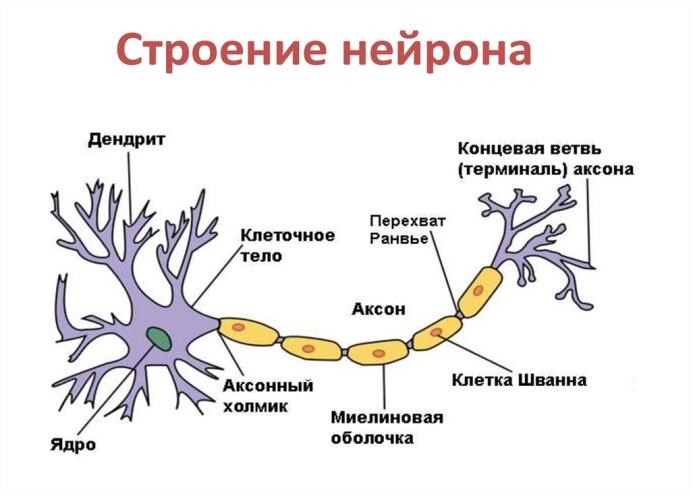 Строение нейрона
Дендрит
Концевая ветвь
(терминаль) аксона
Перехват
Ранвье
Клеточное
тело
Аксон
Клетка Шванна
Аксонный
холмик
Миелиновая
оболочка
Ядро